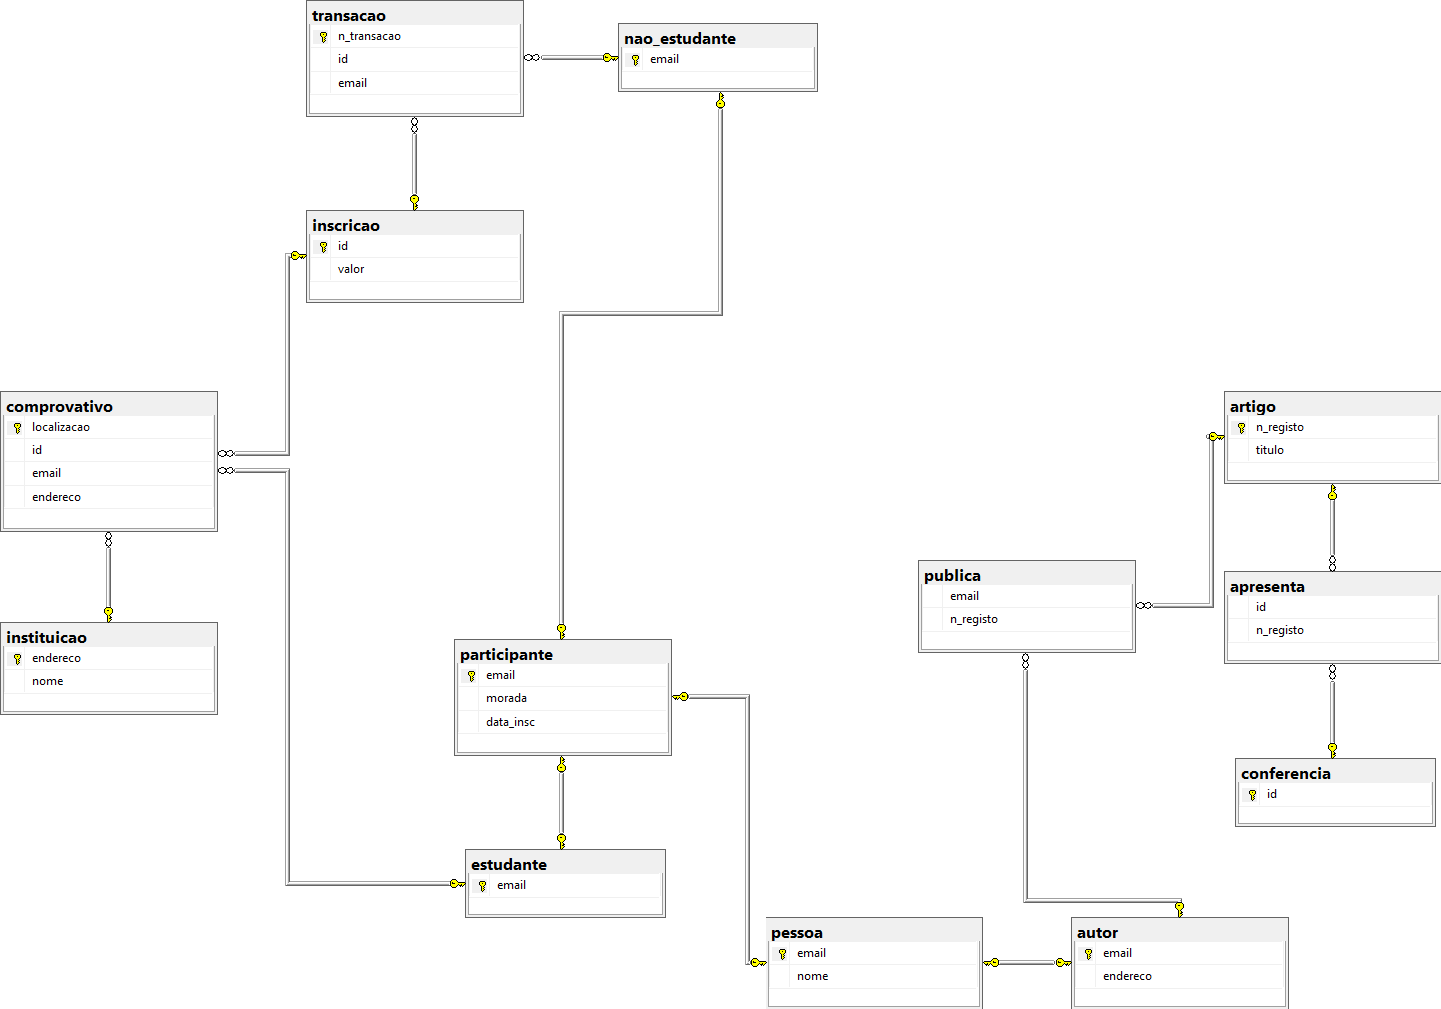 transacao
n_transacao
id
email
nao_estudante
email
inscricao
id
valor
comprovativo
localizacao
id
email
endereco
instituicao
endereco
nome
participante
email
morada
data_insc
estudante
email
pessoa
email
nome
autor
email
endereco
publica
email
n_registo
artigo
n_registo
titulo
apresenta
id
n_registo
conferencia
id